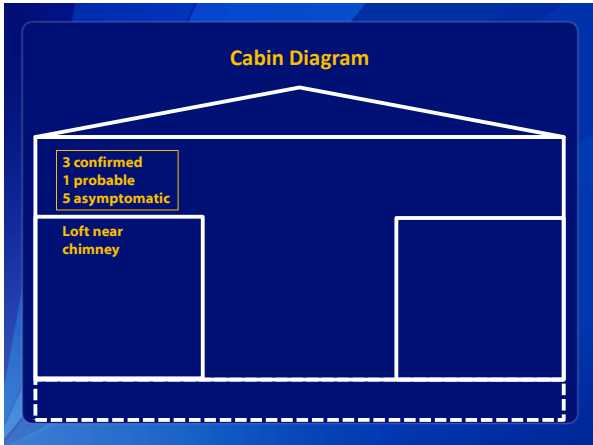 Cabin Diagram
3 confirmed
1 probable
5 asymptomatic
Loft near
chimney